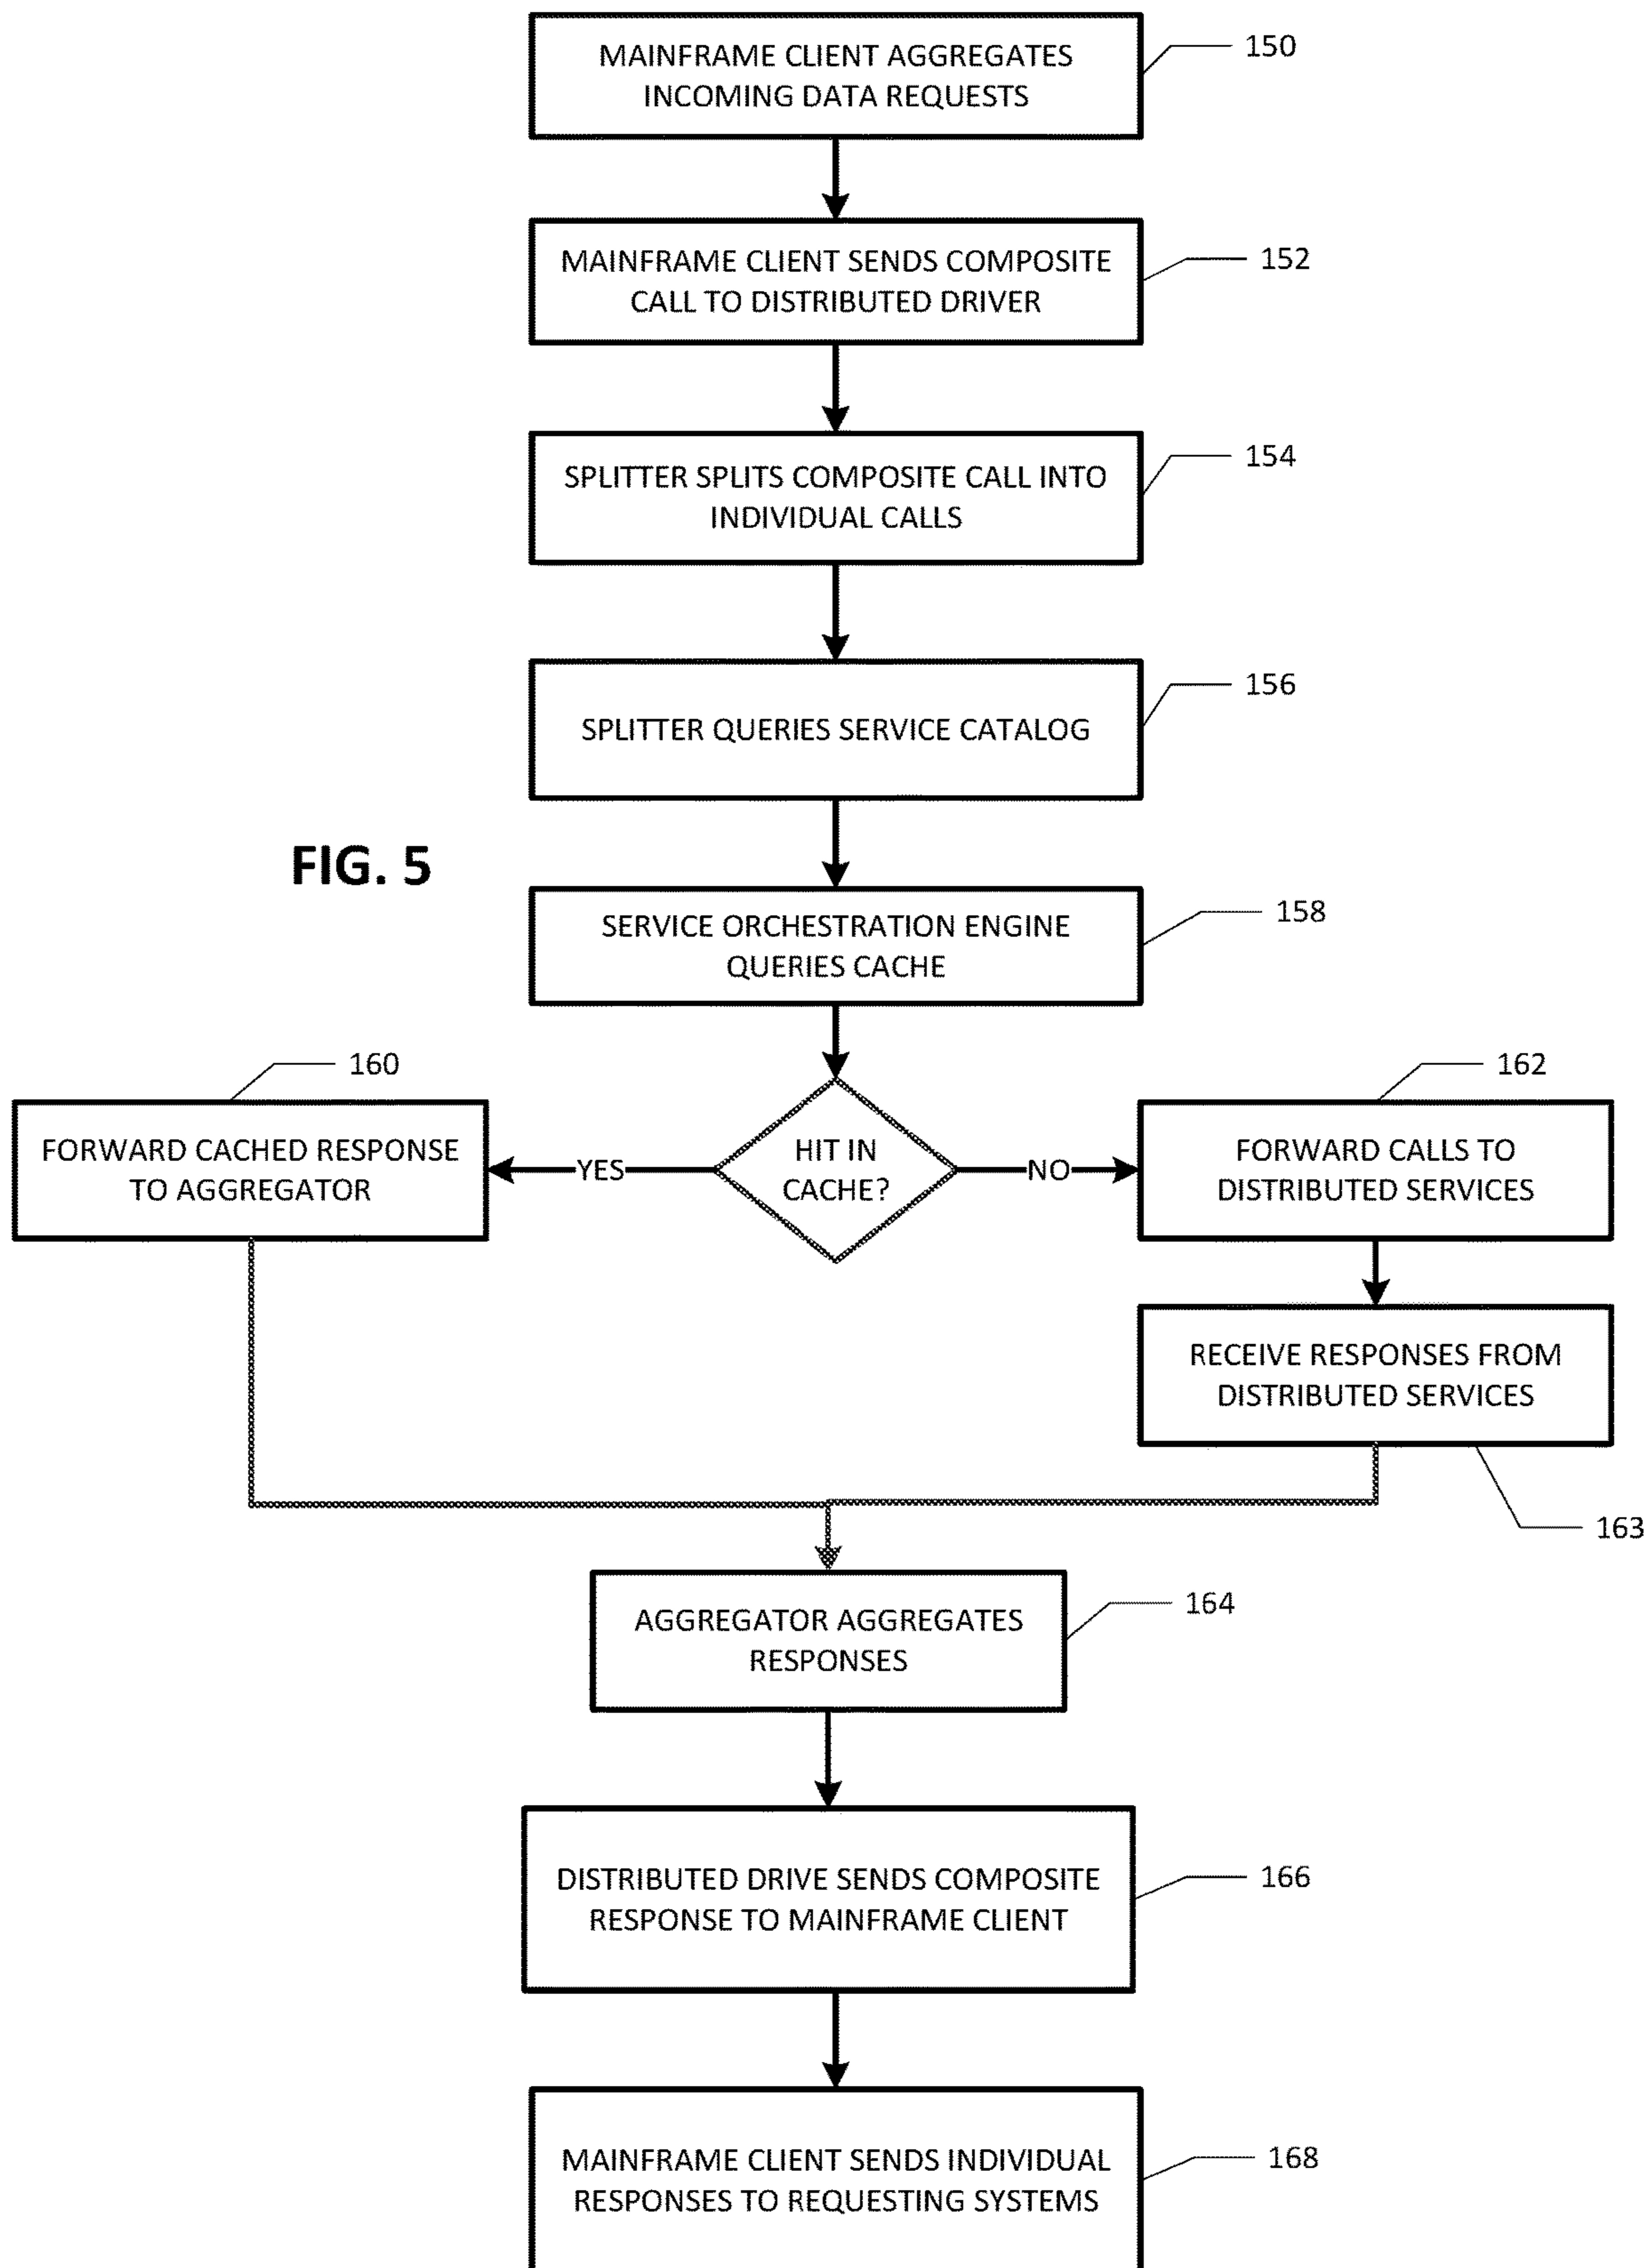 MAINFRAME CLIENT AGGREGATES
INCOMING DATA REQUESTS
150
MAINFRAME CLIENT SENDS COMPOSITE
CALL TO DISTRIBUTED DRIVER
152
SPLITTER SPLITS COMPOSITE CALL INTO
INDIVIDUAL CALLS
154
SPLITTER QUERIES SERVICE CATALOG
156
FIG. 5
SERVICE ORCHESTRATION ENGINE
QUERIES CACHE
158
160
FORWARD CACHED RESPONSE
TO AGGREGATOR
YES
HIT IN
CACHE?
NO
162
FORWARD CALLS TO
DISTRIBUTED SERVICES
RECEIVE RESPONSES FROM
DISTRIBUTED SERVICES
163
AGGREGATOR AGGREGATES
RESPONSES
164
DISTRIBUTED DRIVE SENDS COMPOSITE
RESPONSE TO MAINFRAME CLIENT
166
MAINFRAME CLIENT SENDS INDIVIDUAL
RESPONSES TO REQUESTING SYSTEMS
168